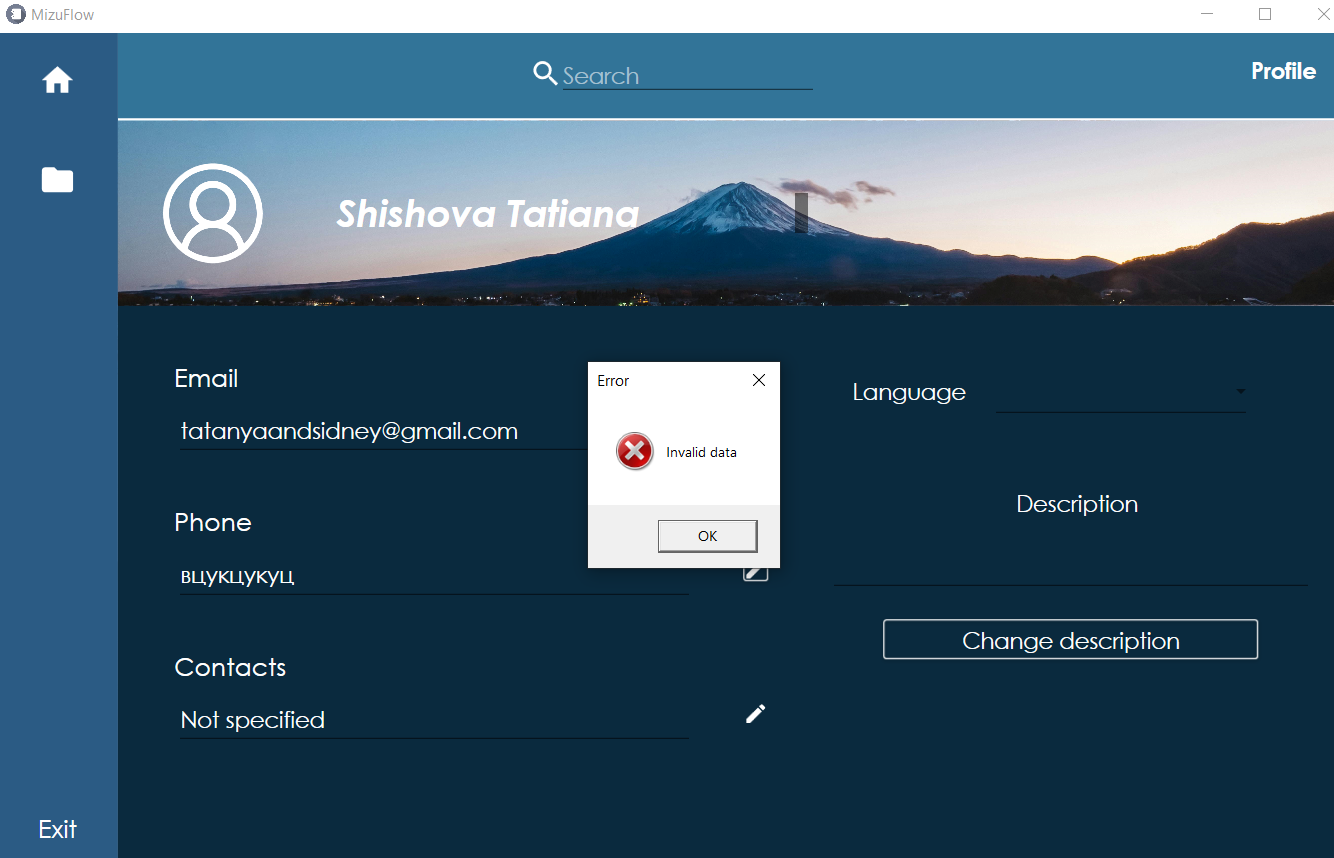 MizuFlow
Search
Profile
Shishova Tatiana
Email
tatanyaandsidney@gmail.com
Phone
вцукцукуц
Contacts
Not specified
Error
Invalid data
OK
Language
Description
Change description
Exit